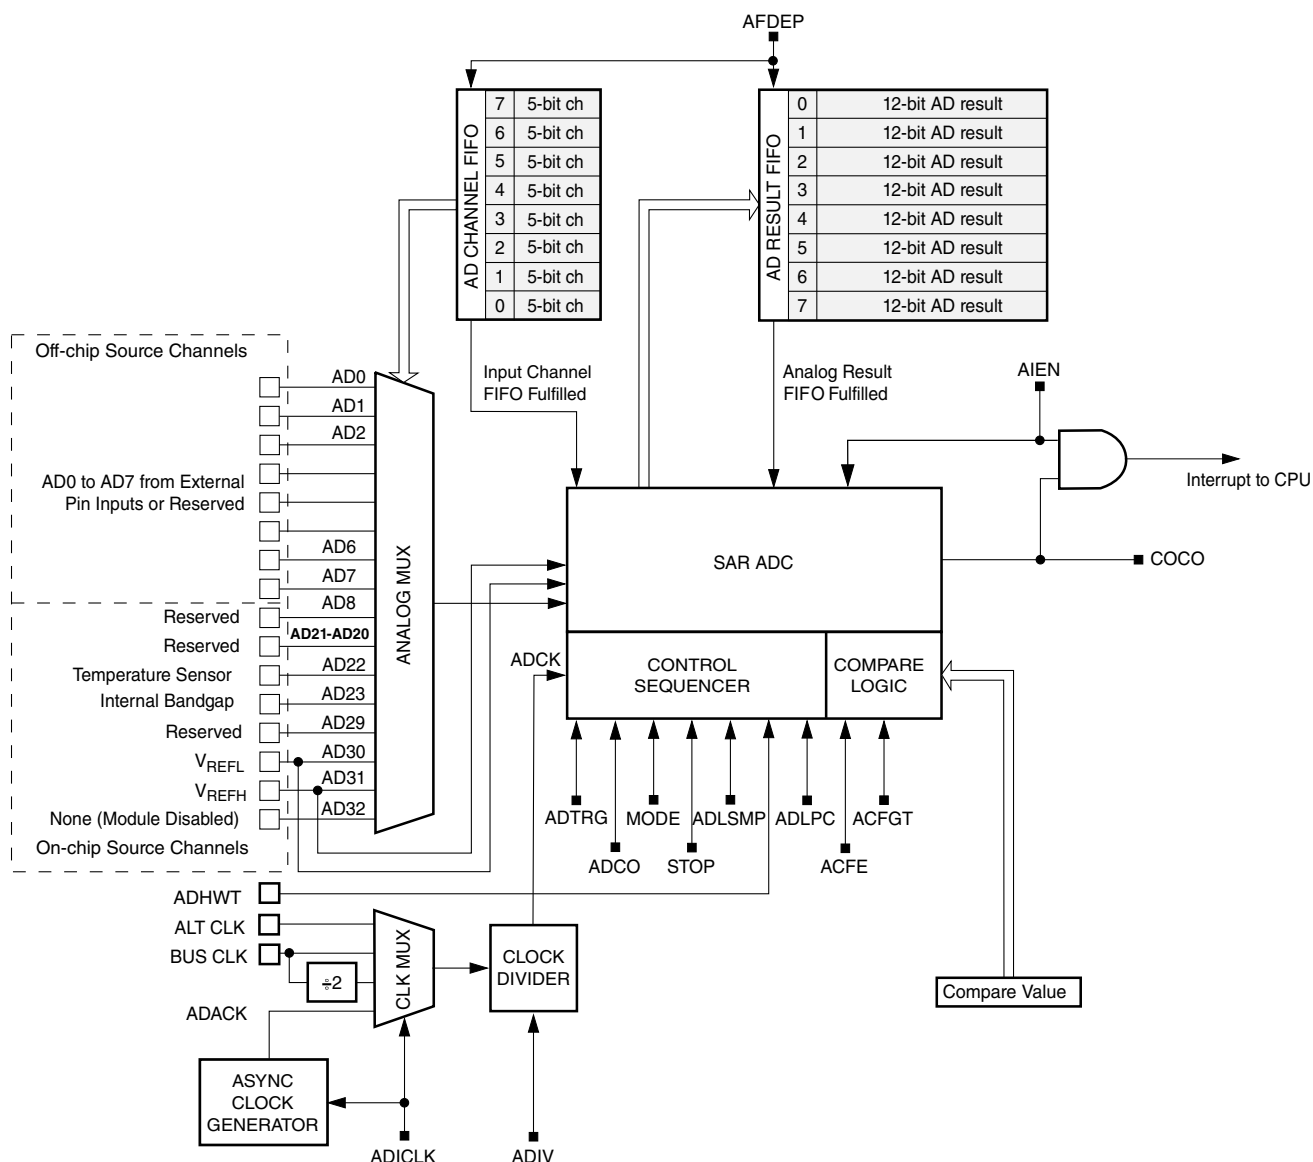 AFDEP
AD CHANNEL FIFO
7 5-bit ch
6 5-bit ch
5 5-bit ch
4 5-bit ch
3 5-bit ch
2 5-bit ch
1 5-bit ch
0 5-bit ch
AD RESULT FIFO
0 12-bit AD result
1 12-bit AD result
2 12-bit AD result
3 12-bit AD result
4 12-bit AD result
5 12-bit AD result
6 12-bit AD result
7 12-bit AD result
Input Channel
FIFO Fulfilled
Analog Result
FIFO Fulfilled
AIEN
Interrupt to CPU
COCO
Off-chip Source Channels
AD0
AD1
AD2
AD0 to AD7 from External
Pin Inputs or Reserved
AD6
AD7
Reserved AD8
Reserved AD21-AD20
Temperature Sensor AD22
Internal Bandgap AD23
Reserved AD29
VREFL AD30
VREFH AD31
None (Module Disabled) AD32
On-chip Source Channels
ANALOG MUX
SAR ADC
ADCK
CONTROL
SEQUENCER
COMPARE
LOGIC
ADTRG
MODE
ADLSMP
ADLPC
ACFGT
ADCO
STOP
ACFE
ADHWT
ALT CLK
BUS CLK
÷2
ADACK
CLK MUX
CLOCK
DIVIDER
Compare Value
ASYNC
CLOCK
GENERATOR
ADICLK
ADIV